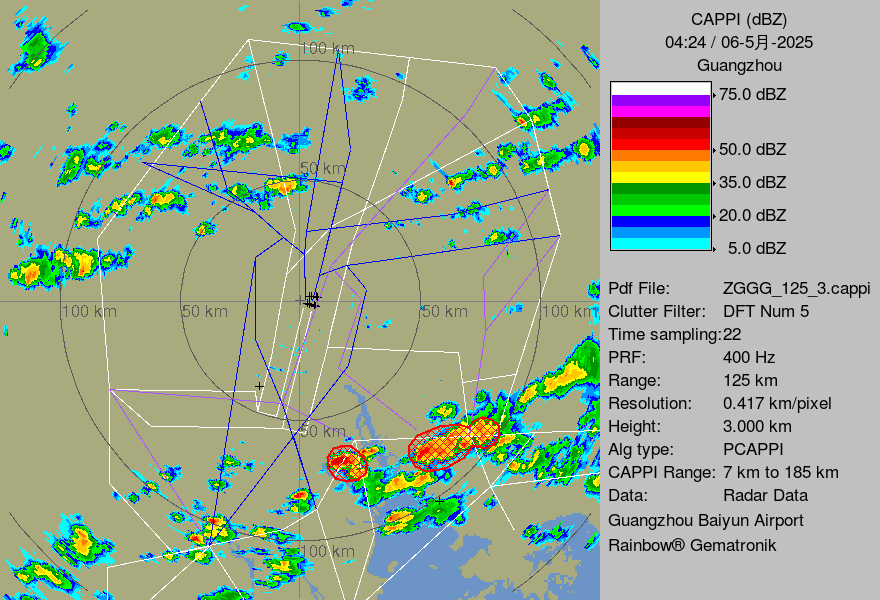 CAPPI (dBZ)
04:24 / 06-5月-2025
Guangzhou
75.0 dBZ
50.0 dBZ
35.0 dBZ
20.0 dBZ
5.0 dBZ
Pdf File: ZGGG_125_3.cappi
Clutter Filter: DFT Num 5
Time sampling:22
PRF: 400 Hz
Range: 125 km
Resolution: 0.417 km/pixel
Height: 3.000 km
Alg type: PCAPPI
CAPPI Range: 7 km to 185 km
Data: Radar Data
Guangzhou Baiyun Airport
Rainbow® Gematronik
100 km
50 km
100 km
50 km
50 km
100 km
50 km
100 km